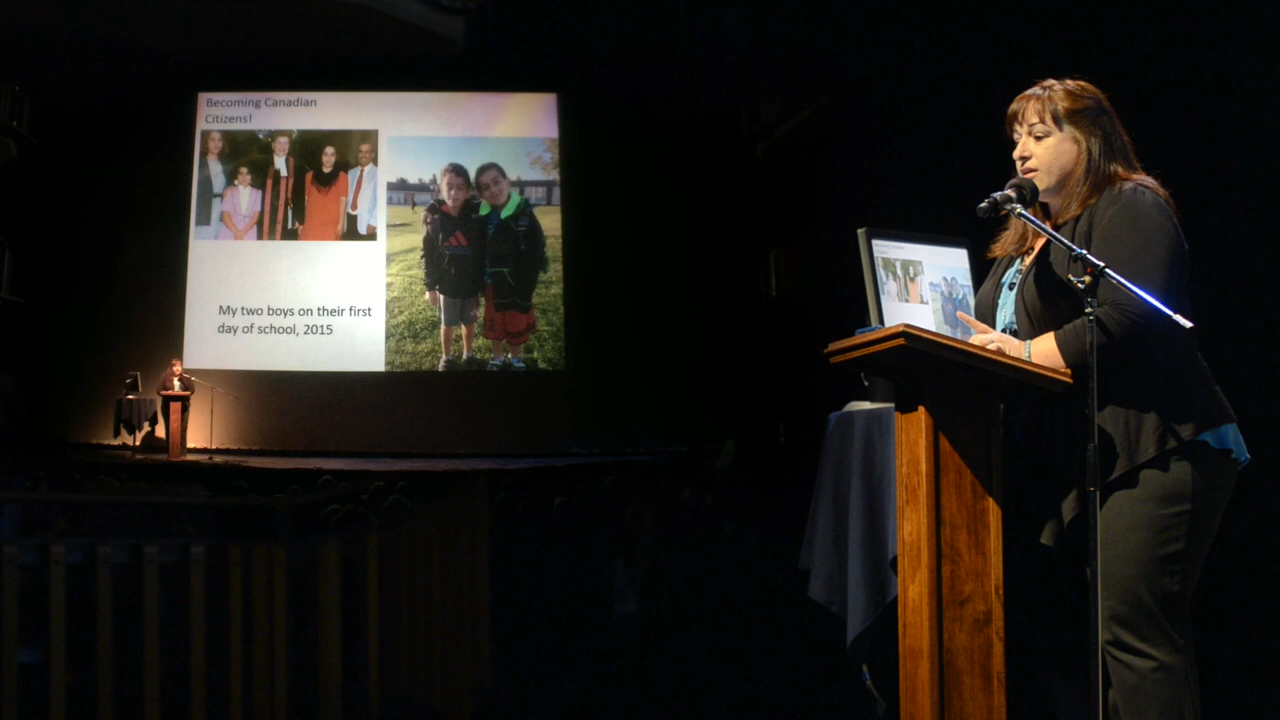 Becoming Canadian
Citizens!
My two boys on their first
day of school, 2015